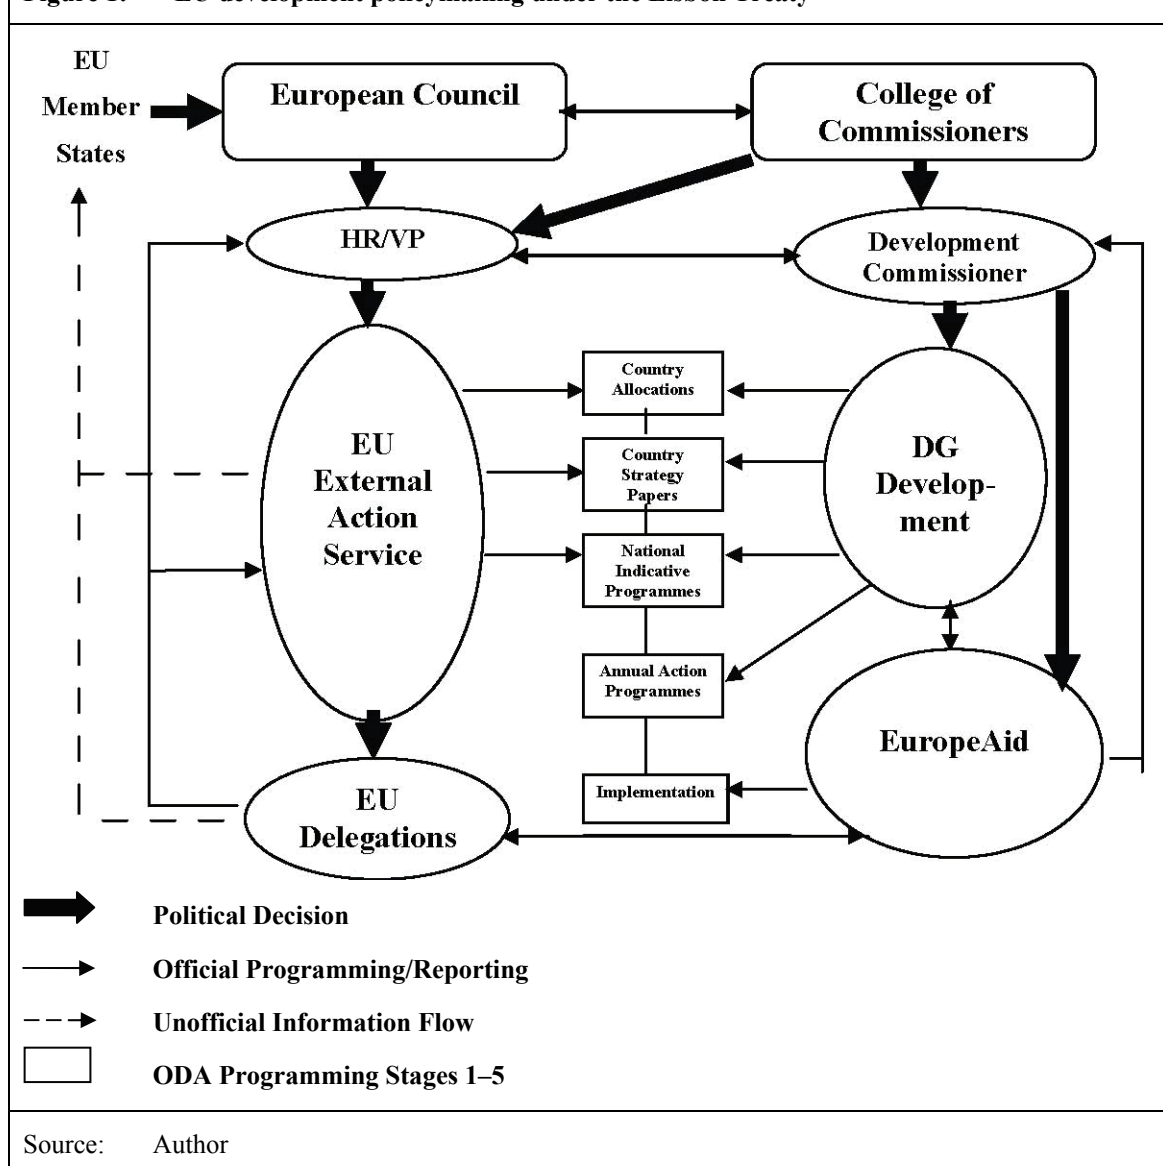 EU
Member
States
European Council
College of
Commissioners
HR/VP
Development
Commissioner
Country
Allocations
EU
External
Action
Service
Country
Strategy
Papers
DG
Develop-
ment
National
Indicative
Programmes
Annual Action
Programmes
EuropeAid
Implementation
EU
Delegations
Political Decision
Official Programming/Reporting
Unofficial Information Flow
ODA Programming Stages 1–5
Source: Author